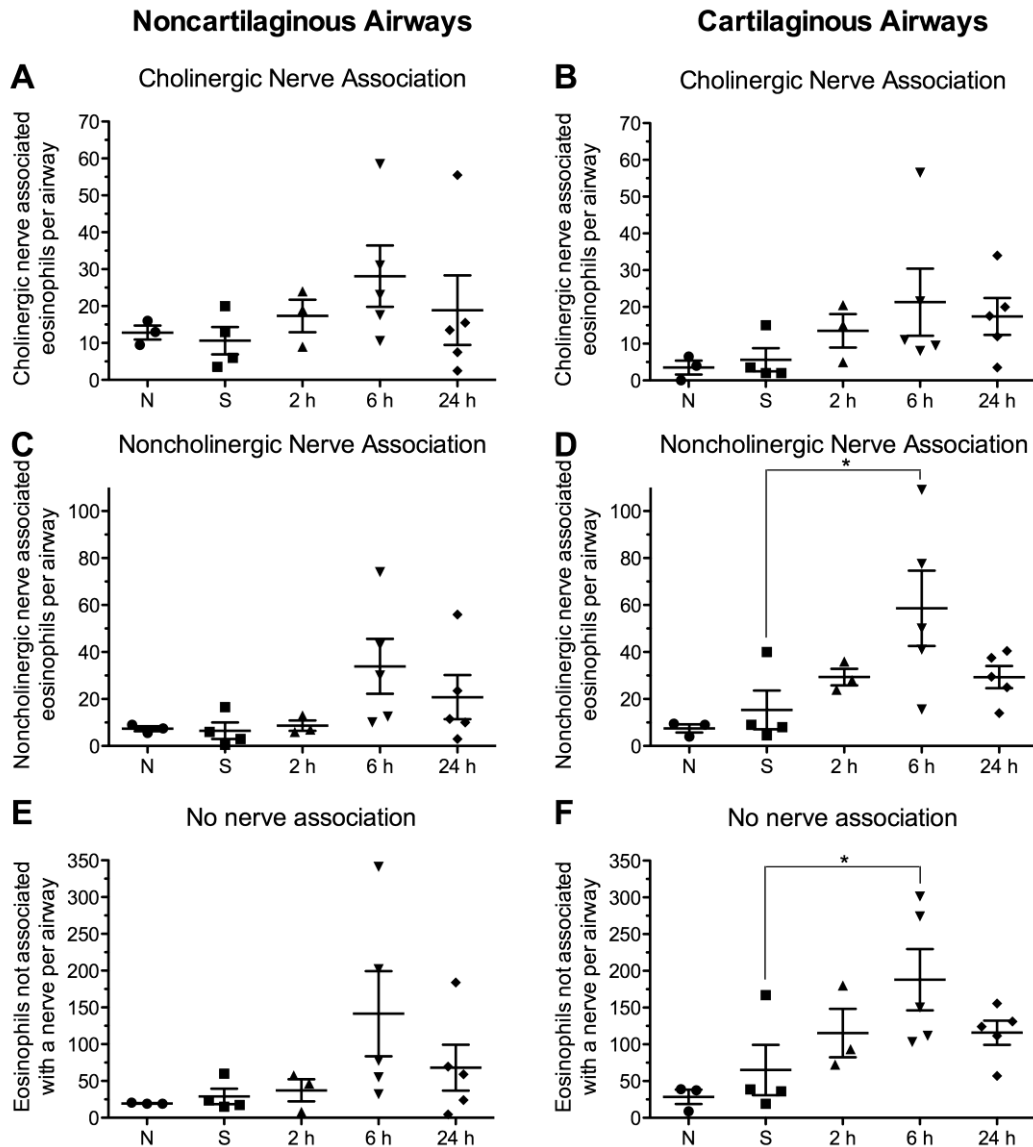 Noncartilaginous Airways
Cartilaginous Airways
A
Cholinergic Nerve Association
Cholinergic nerve associated
eosinophils per airway
70
60
50
40
30
20
10
0
N S 2 h 6 h 24 h
B
Cholinergic Nerve Association
Cholinergic nerve associated
eosinophils per airway
70
60
50
40
30
20
10
0
N S 2 h 6 h 24 h
C
Noncholinergic Nerve Association
Noncholinergic nerve associated
eosinophils per airway
100
80
60
40
20
0
N S 2 h 6 h 24 h
D
Noncholinergic Nerve Association
*
Noncholinergic nerve associated
eosinophils per airway
100
80
60
40
20
0
N S 2 h 6 h 24 h
E
No nerve association
Eosinophils not associated
with a nerve per airway
350
300
250
200
150
100
50
0
N S 2 h 6 h 24 h
F
No nerve association
*
Eosinophils not associated
with a nerve per airway
350
300
250
200
150
100
50
0
N S 2 h 6 h 24 h